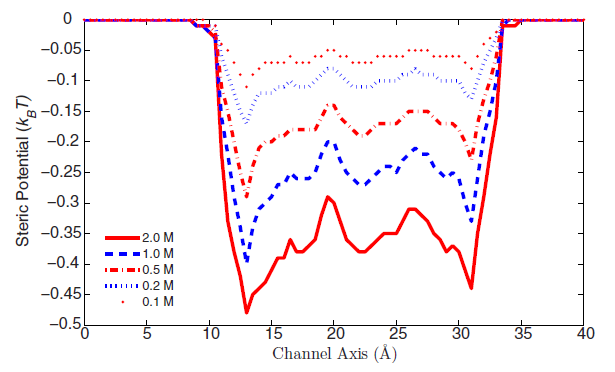 0
−0.05
−0.1
−0.15
−0.2
−0.25
−0.3
−0.35
−0.4
−0.45
−0.5
Steric Potential (k_BT)
2.0 M
1.0 M
0.5 M
0.2 M
0.1 M
0 5 10 15 20 25 30 35 40
Channel Axis (Å)